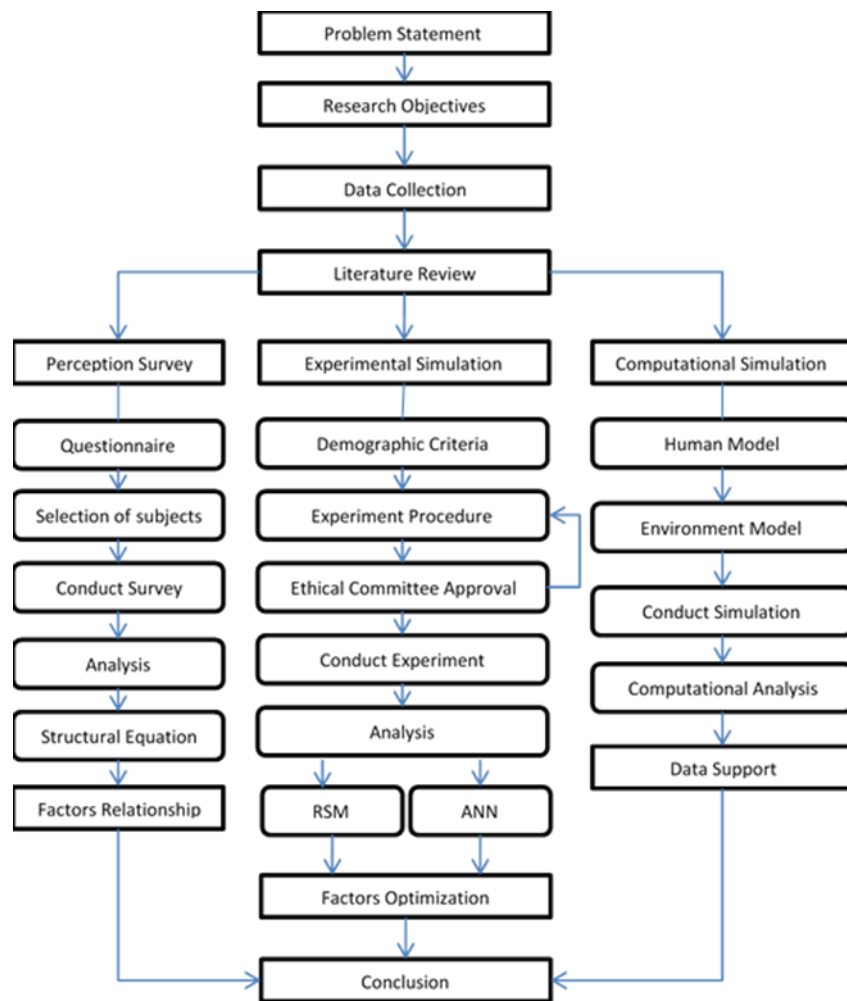 Problem Statement
Research Objectives
Data Collection
Literature Review
Perception Survey
Questionnaire
Selection of subjects
Conduct Survey
Analysis
Structural Equation
Factors Relationship
Experimental Simulation
Demographic Criteria
Experiment Procedure
Ethical Committee Approval
Conduct Experiment
Analysis
RSM
ANN
Factors Optimization
Computational Simulation
Human Model
Environment Model
Conduct Simulation
Computational Analysis
Data Support
Conclusion